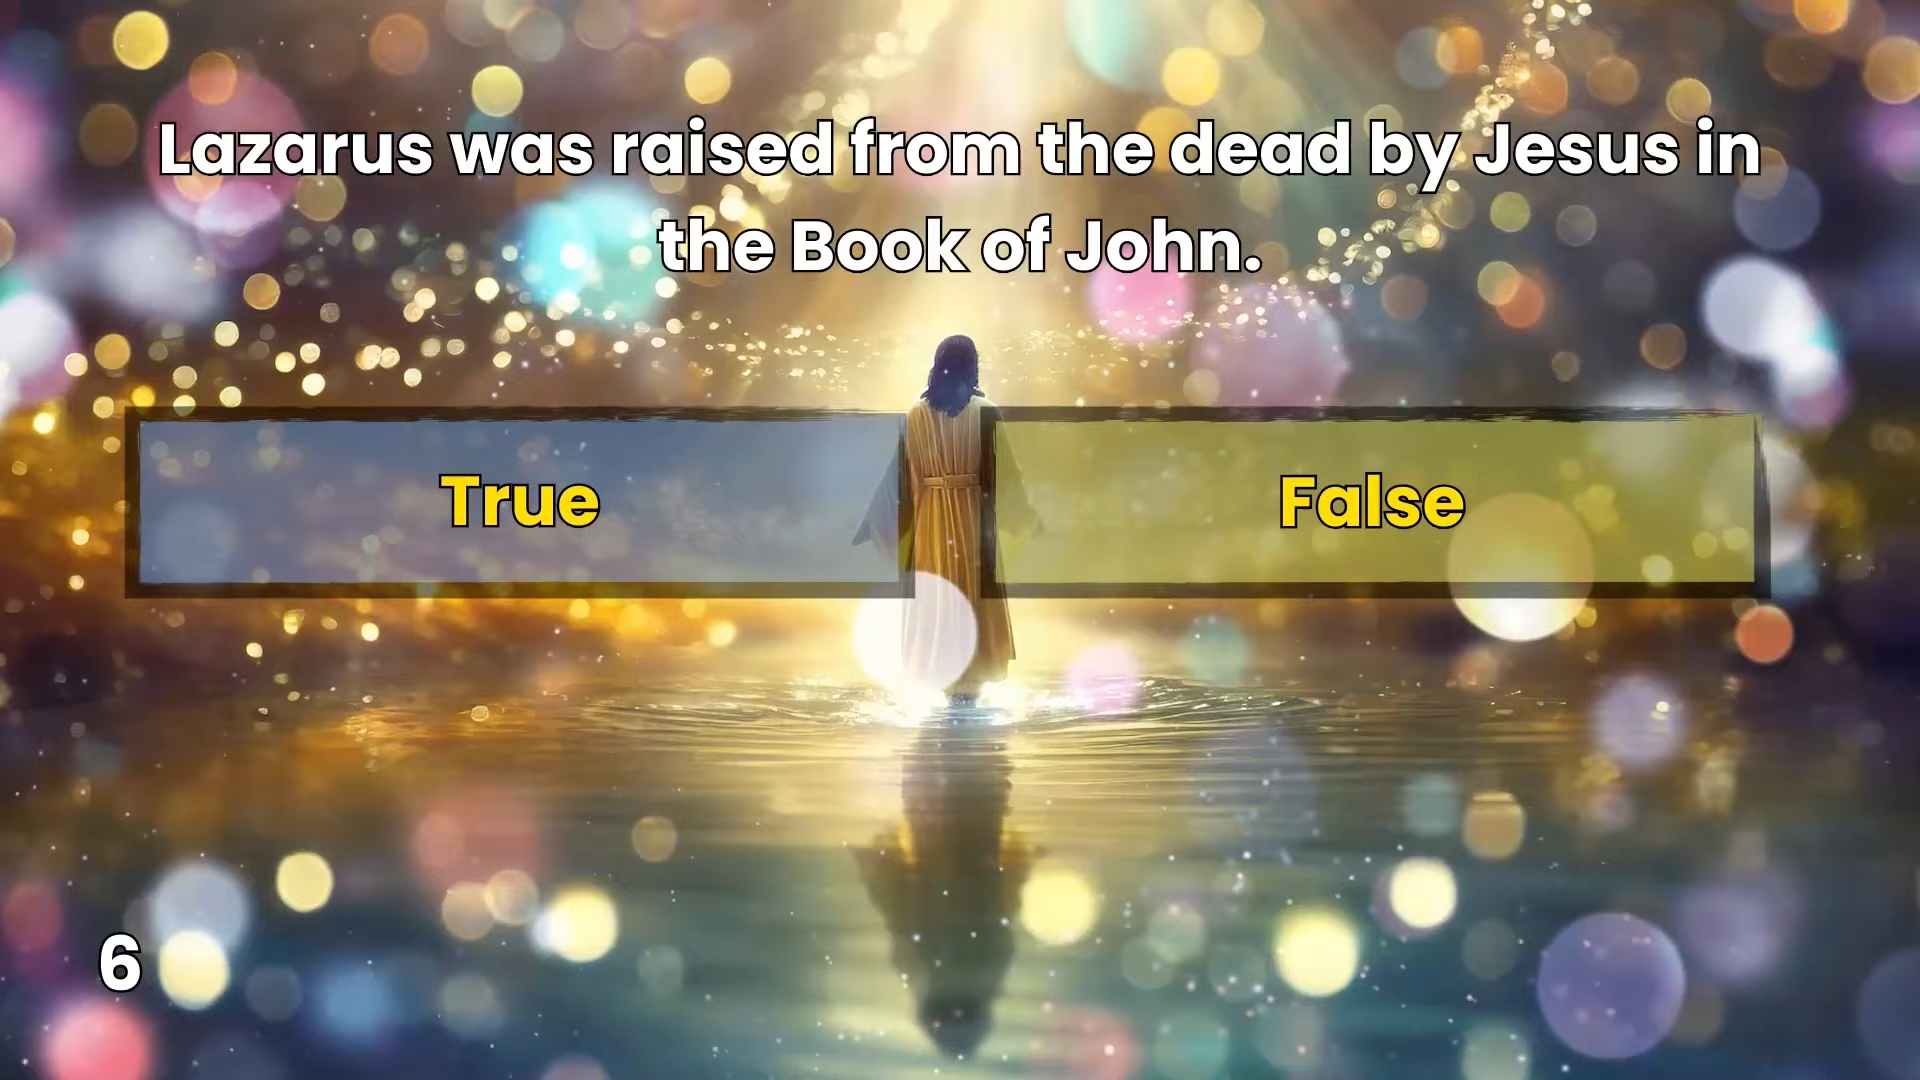 Lazarus was raised from the dead by Jesus in
the Book of John.
True
False
6